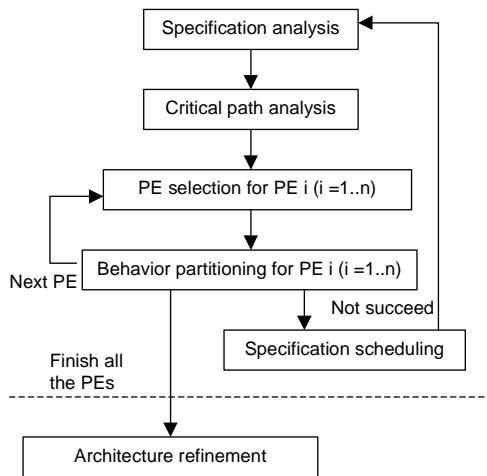 Specification analysis
Critical path analysis
PE selection for PE i (i =1..n)
Behavior partitioning for PE i (i =1..n)
Next PE
Not succeed
Specification scheduling
Finish all
the PEs
Architecture refinement